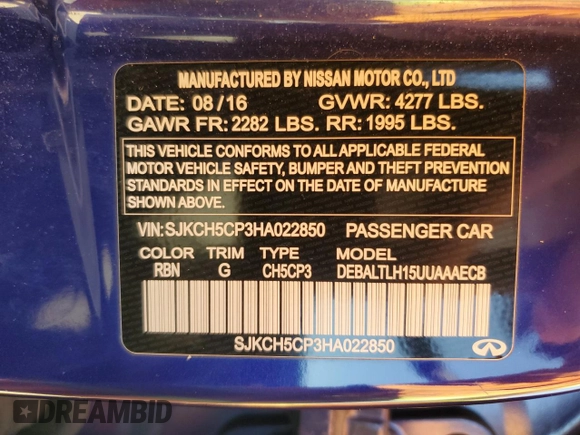 MANUFACTURED BY NISSAN MOTOR CO., LTD
DATE: 08/16 GVWR: 4277 LBS.
GAWR FR: 2282 LBS. RR: 1995 LBS.
THIS VEHICLE CONFORMS TO ALL APPLICABLE FEDERAL
MOTOR VEHICLE SAFETY, BUMPER AND THEFT PREVENTION
STANDARDS IN EFFECT ON THE DATE OF MANUFACTURE
SHOWN ABOVE.
VIN:SJKCH5CP3HA022850 PASSENGER CAR
COLOR TRIM TYPE MODEL
RBN G CH5CP3 DEBALTLH15UUAAAECB
SJKCH5CP3HA022850
INFINITI
DREAMBID